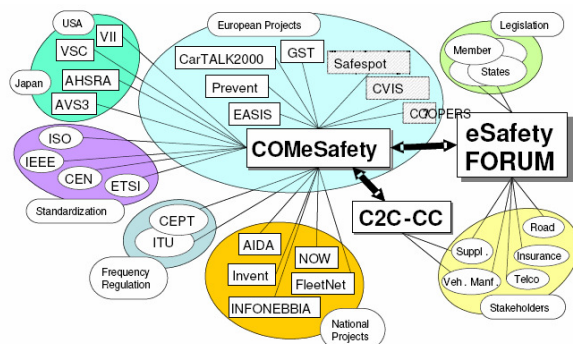 USA
VII
VSC
Japan
AHSRA
AVS3
European Projects
CarTALK2000
GST
Safespot
Prevent
CVIS
EASIS
COOPERS
Legislation
Member
States
COMeSafety
eSafety
FORUM
C2C-CC
ISO
IEEE
CEN
ETSI
Standardization
CEPT
ITU
Frequency
Regulation
AIDA
NOW
Invent
FleetNet
INFONEBBIA
National
Projects
Road
Suppl.
Insurance
Veh. Manf.
Telco
Stakeholders